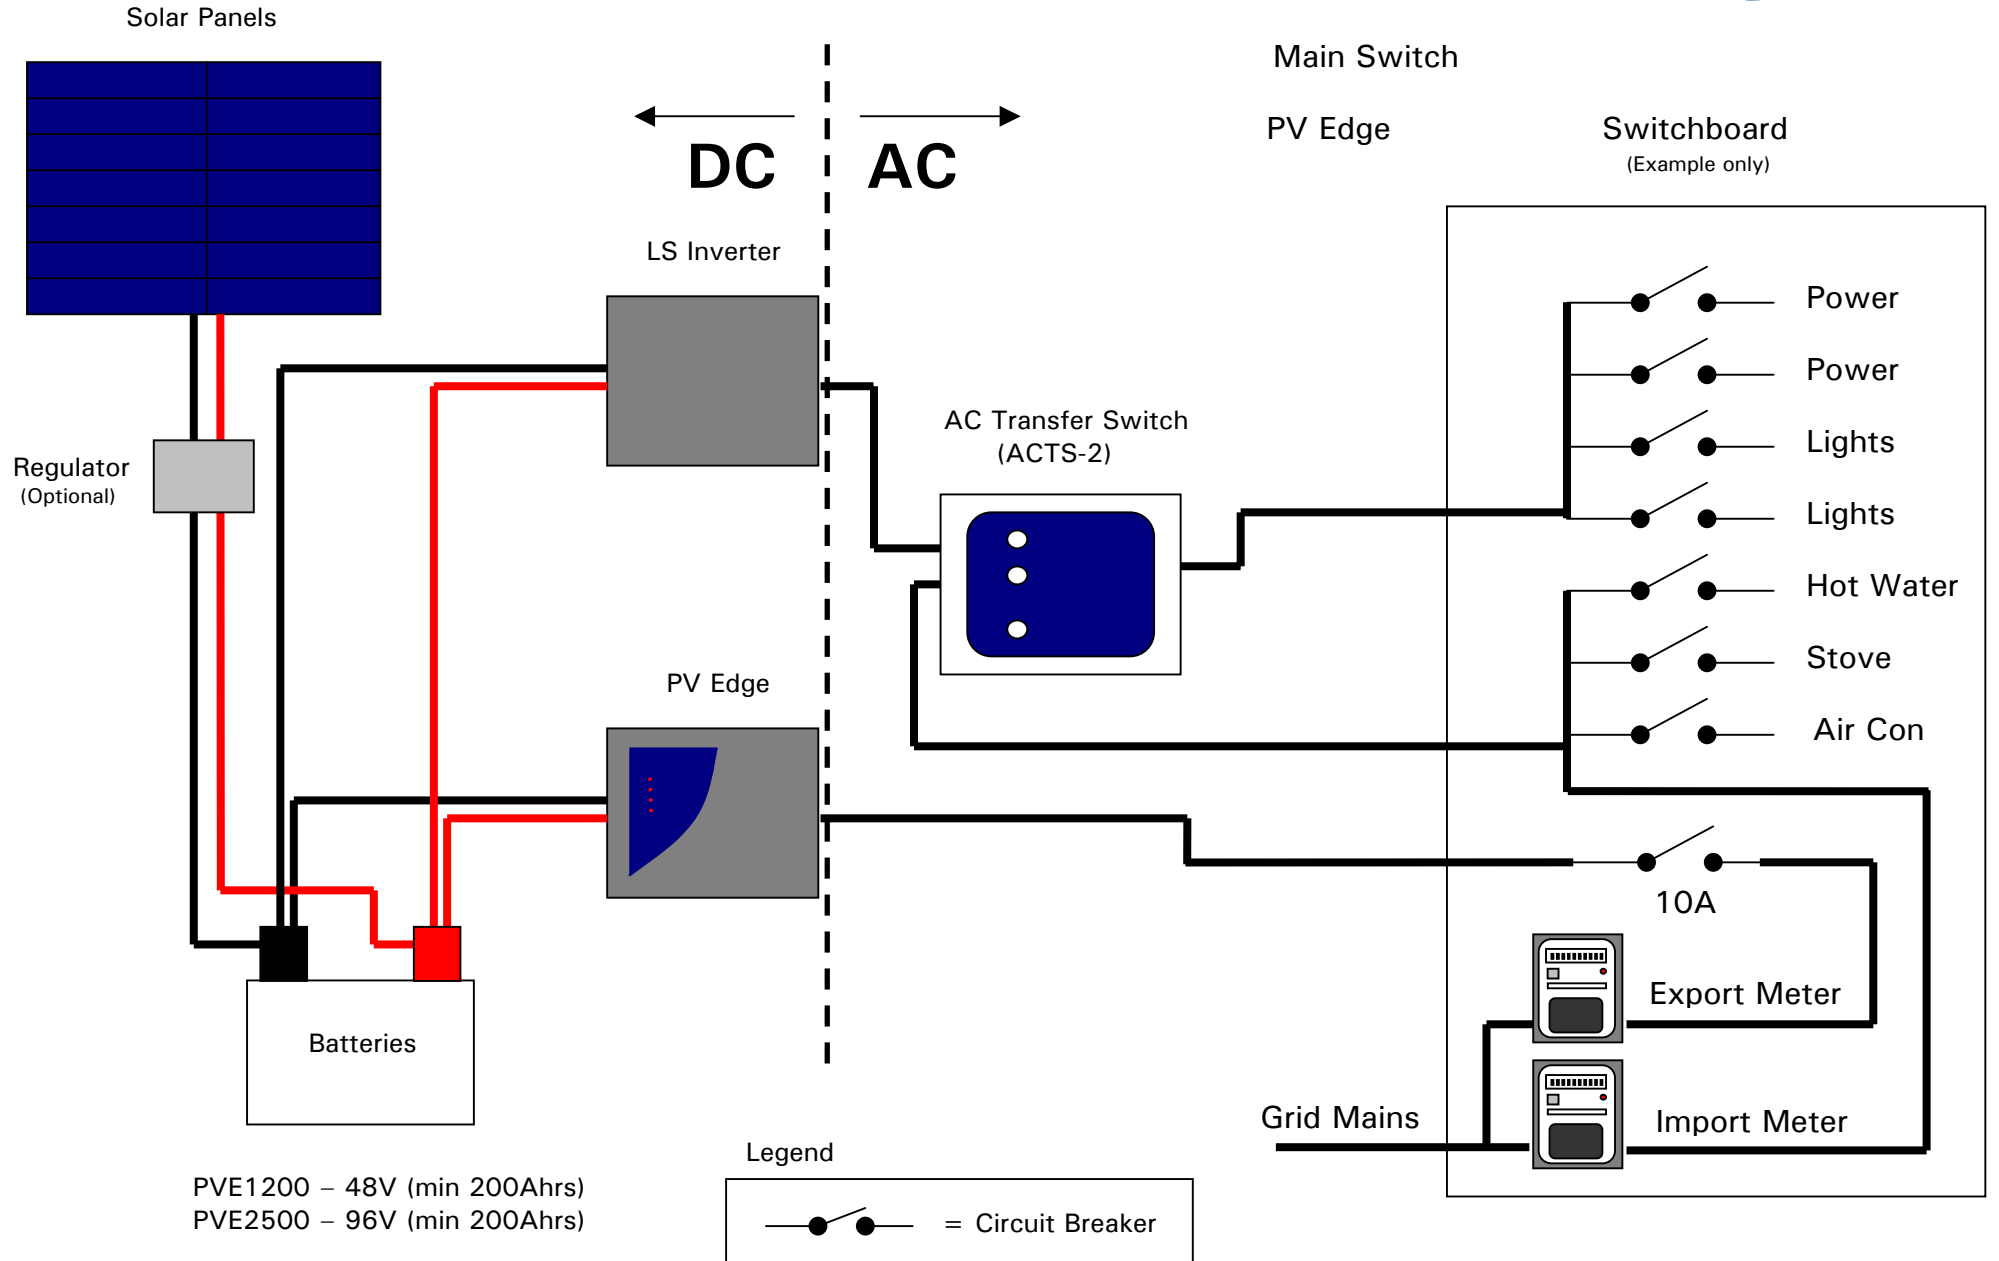 Solar Panels
Main Switch
DC
AC
PV Edge
Switchboard
(Example only)
LS Inverter
Power
Power
AC Transfer Switch
(ACTS-2)
Lights
Regulator
(Optional)
Lights
Hot Water
Stove
PV Edge
Air Con
10A
Export Meter
Batteries
Grid Mains
Import Meter
Legend
PVE1200 – 48V (min 200Ahrs)
PVE2500 – 96V (min 200Ahrs)
= Circuit Breaker